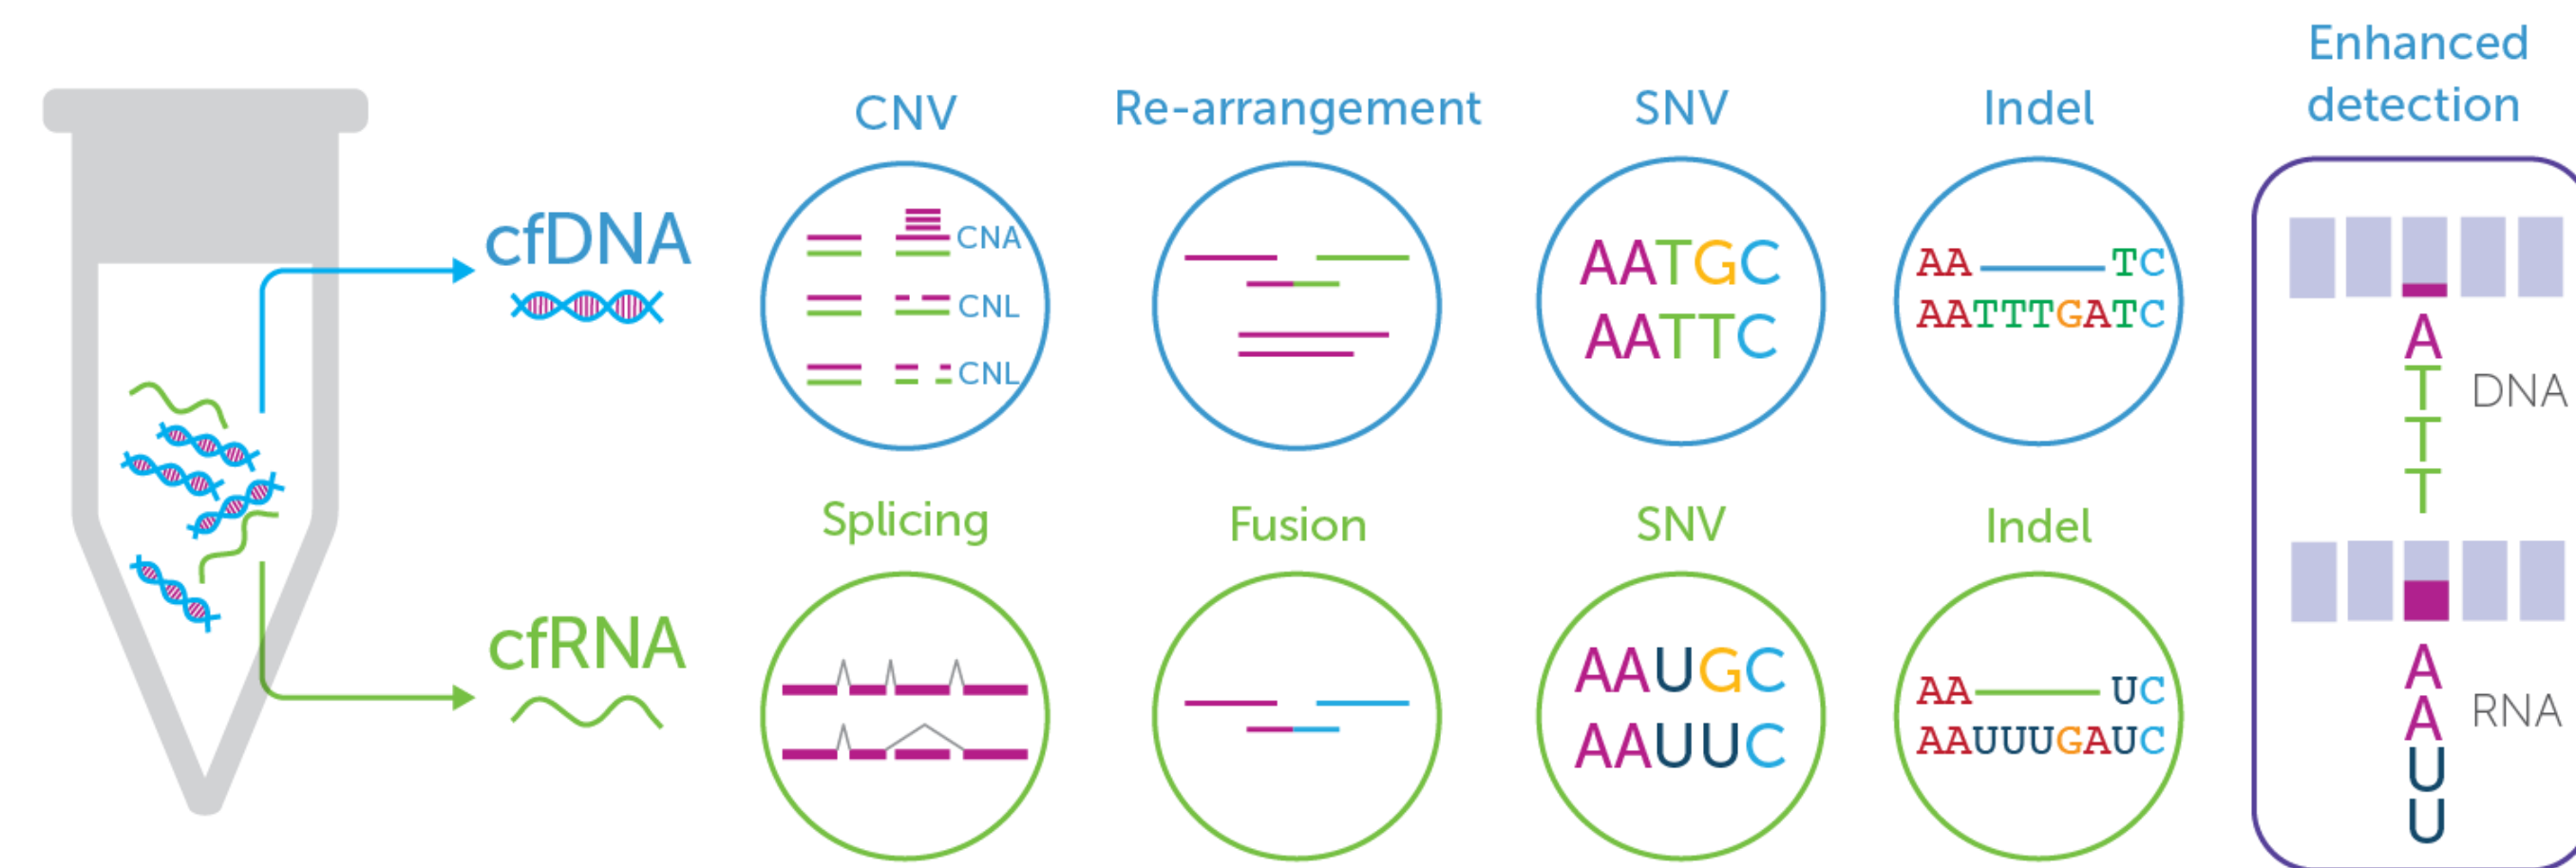 cfDNA
CNV
CNA
CNL
CNL
Re-arrangement
SNV
AATGC
AATTC
Indel
AA TC
AATTTGATC
Enhanced
detection
A
T
T
T
DNA
cfRNA
Splicing
Fusion
SNV
AAUGC
AAUUC
Indel
AA UC
AAUUUGAUC
A
A
U
U
RNA